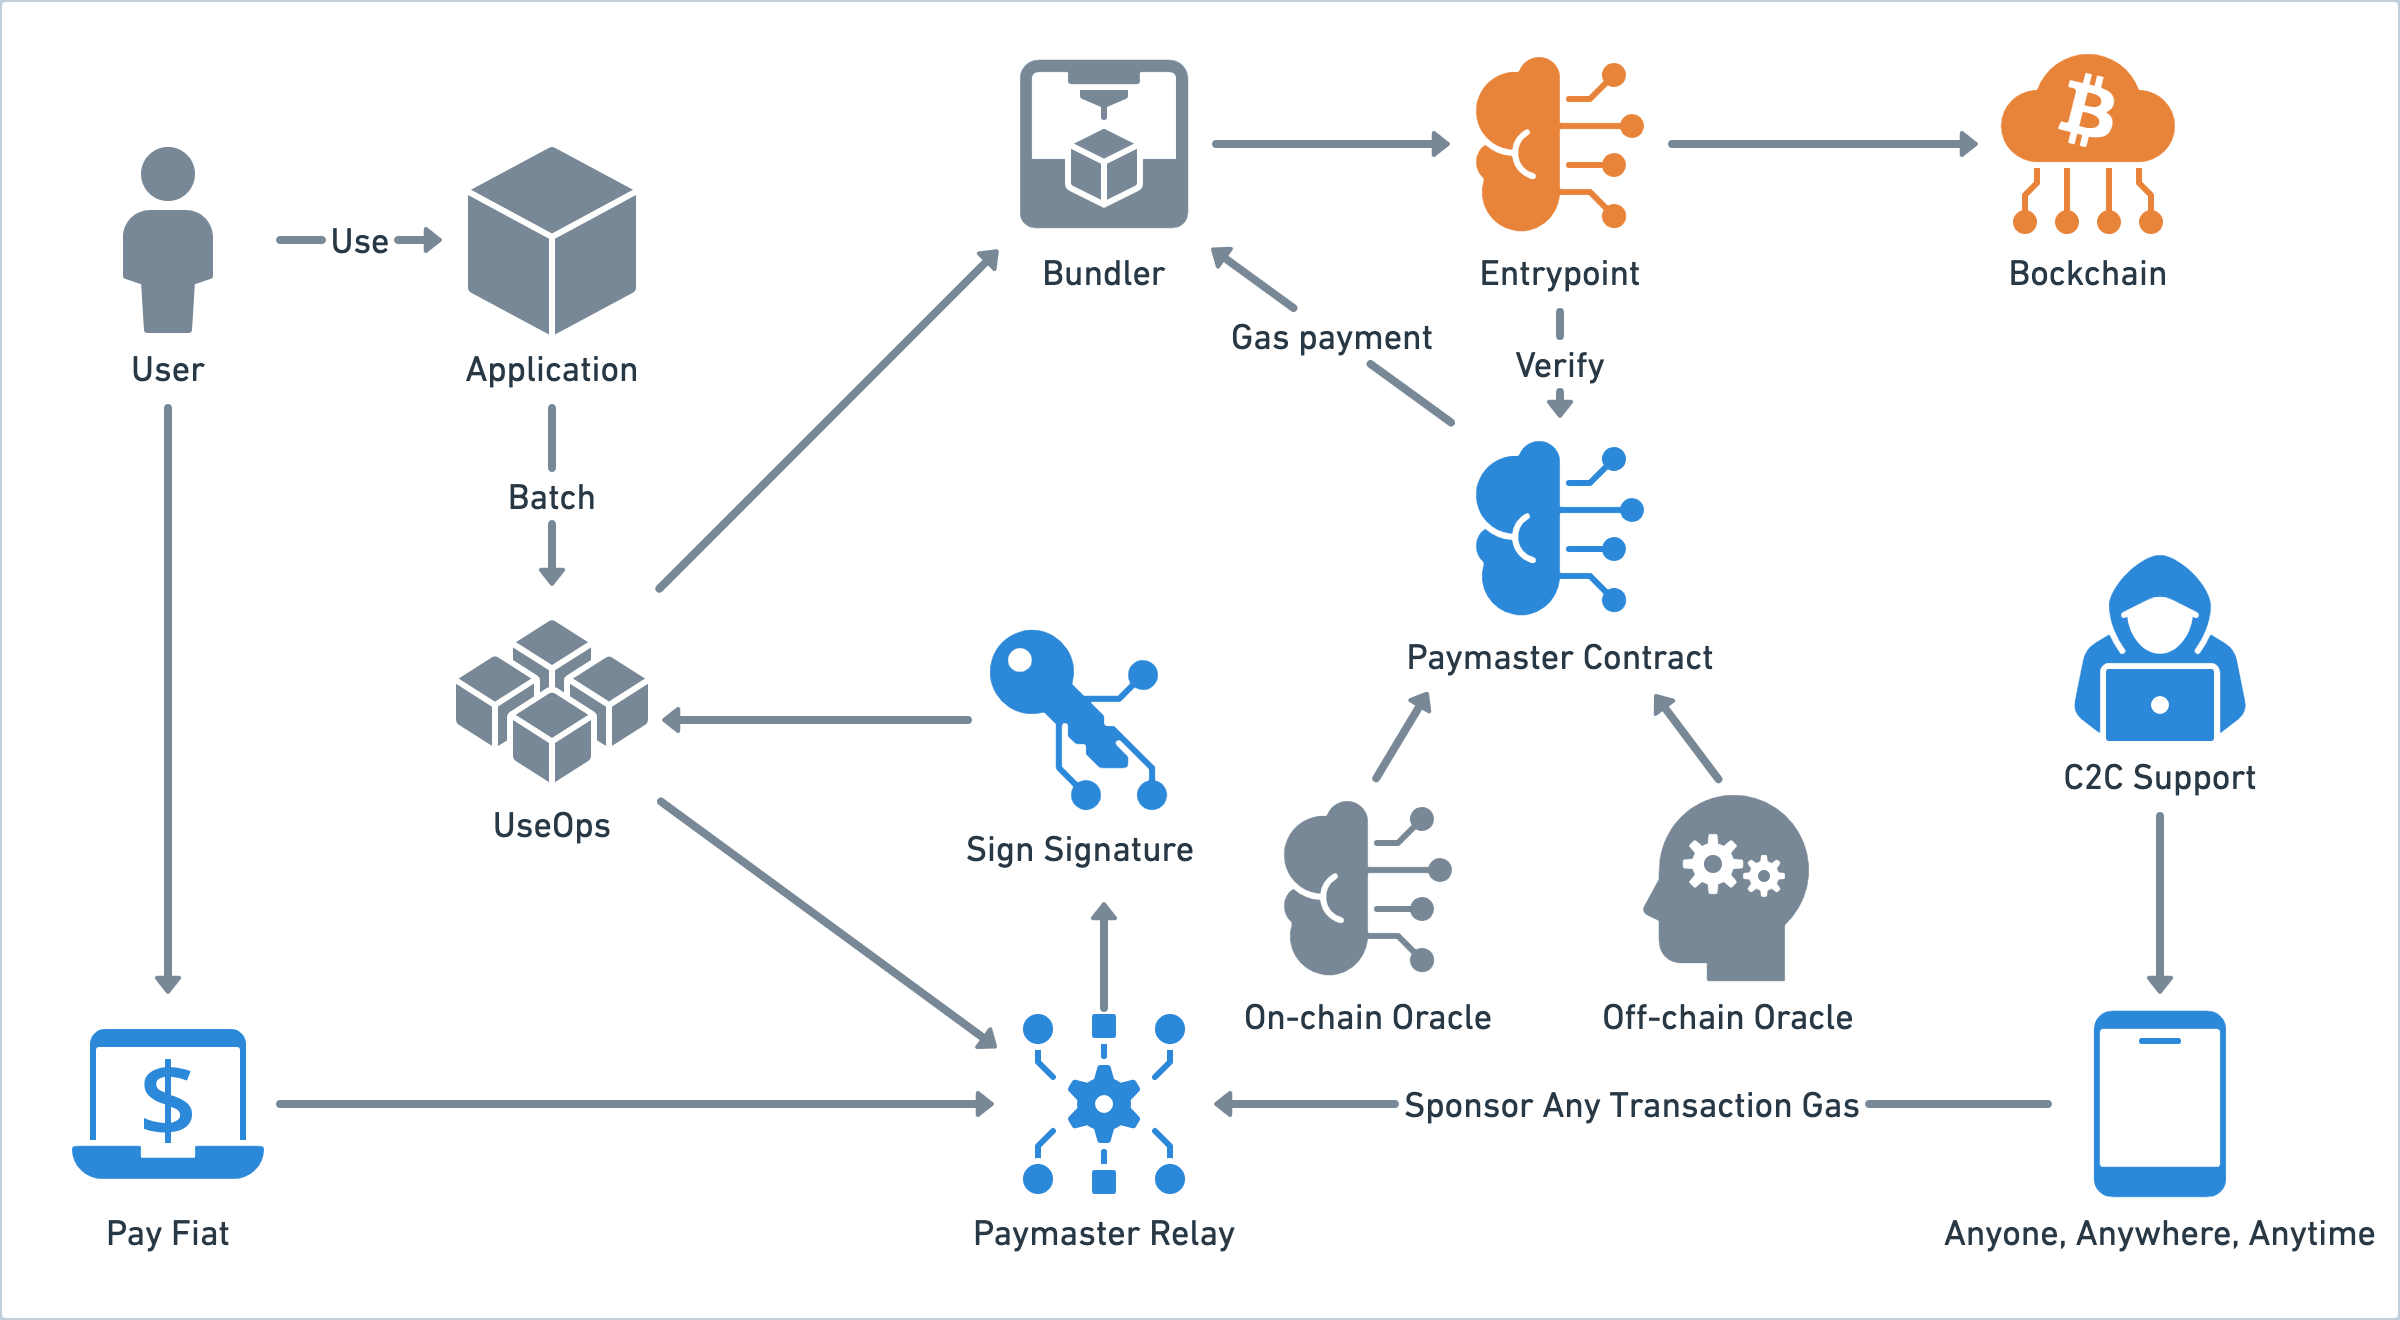 Bundler
Entrypoint
Bockchain
Use
User
Application
Gas payment
Verify
Batch
Paymaster Contract
UseOps
Sign Signature
C2C Support
On-chain Oracle
Off-chain Oracle
$
Sponsor Any Transaction Gas
Pay Fiat
Paymaster Relay
Anyone, Anywhere, Anytime